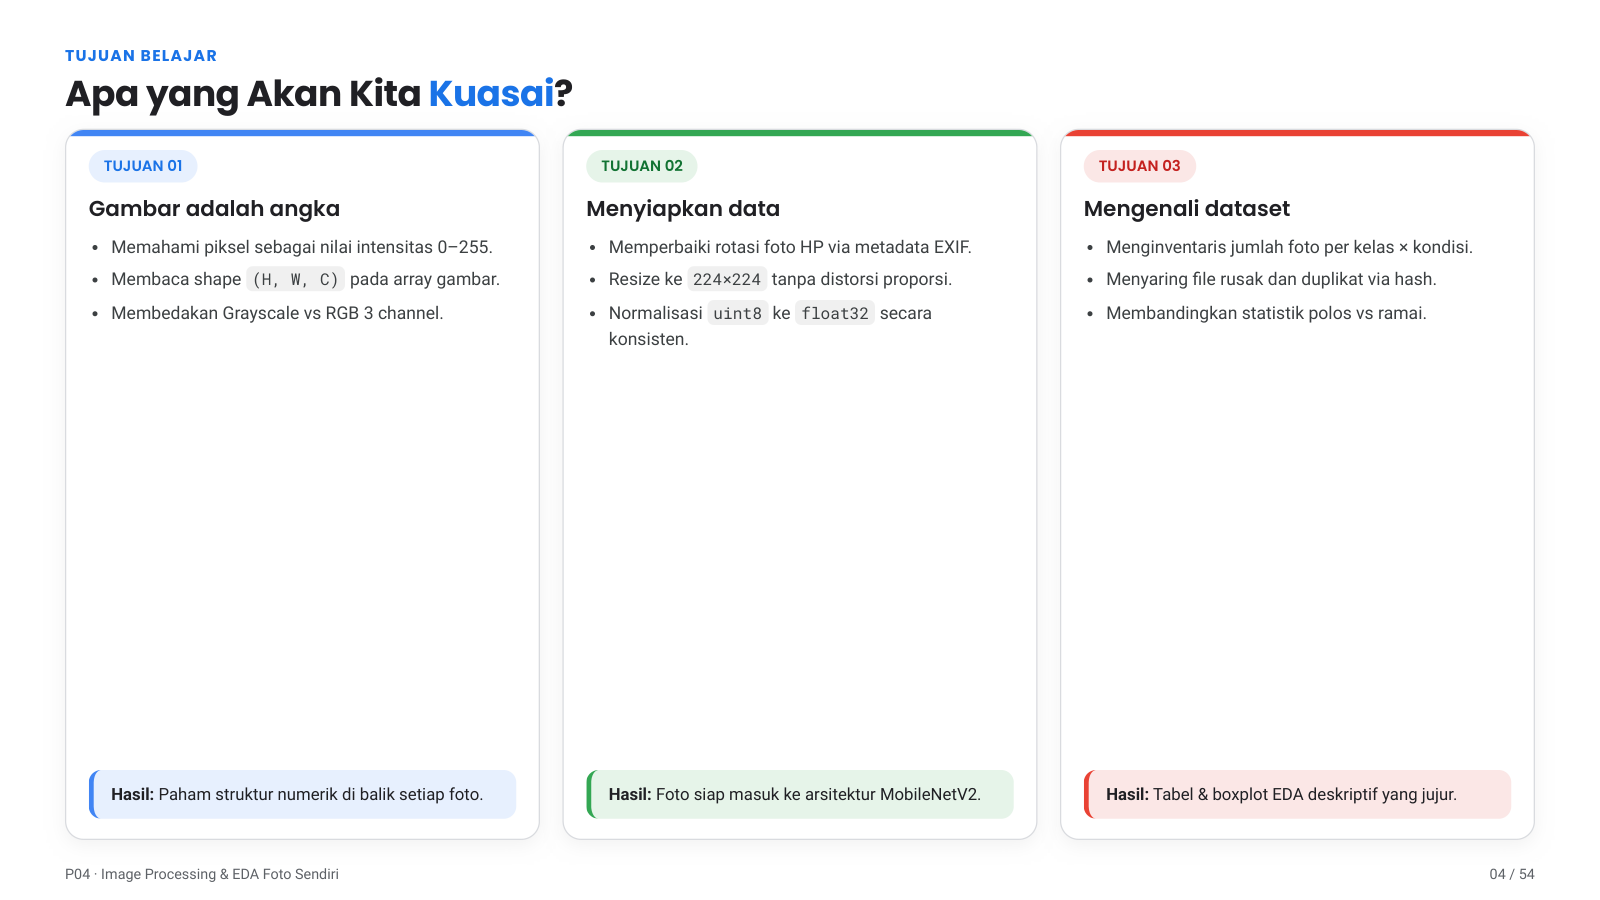 TUJUAN BELAJAR
Apa yang Akan Kita Kuasai?
TUJUAN 01
Gambar adalah angka
• Memahami piksel sebagai nilai intensitas 0–255.
• Membaca shape (H, W, C) pada array gambar.
• Membedakan Grayscale vs RGB 3 channel.
Hasil: Paham struktur numerik di balik setiap foto.
TUJUAN 02
Menyiapkan data
• Memperbaiki rotasi foto HP via metadata EXIF.
• Resize ke 224×224 tanpa distorsi proporsi.
• Normalisasi uint8 ke float32 secara
konsisten.
Hasil: Foto siap masuk ke arsitektur MobileNetV2.
TUJUAN 03
Mengenali dataset
• Menginventaris jumlah foto per kelas × kondisi.
• Menyaring file rusak dan duplikat via hash.
• Membandingkan statistik polos vs ramai.
Hasil: Tabel & boxplot EDA deskriptif yang jujur.
P04 · Image Processing & EDA Foto Sendiri
04 / 54